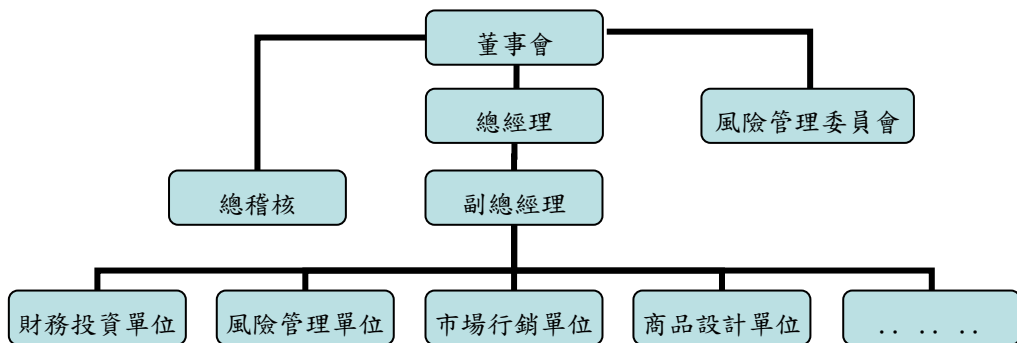 董事會
總經理
風險管理委員會
總稽核
副總經理
財務投資單位
風險管理單位
市場行銷單位
商品設計單位
.. .. ..